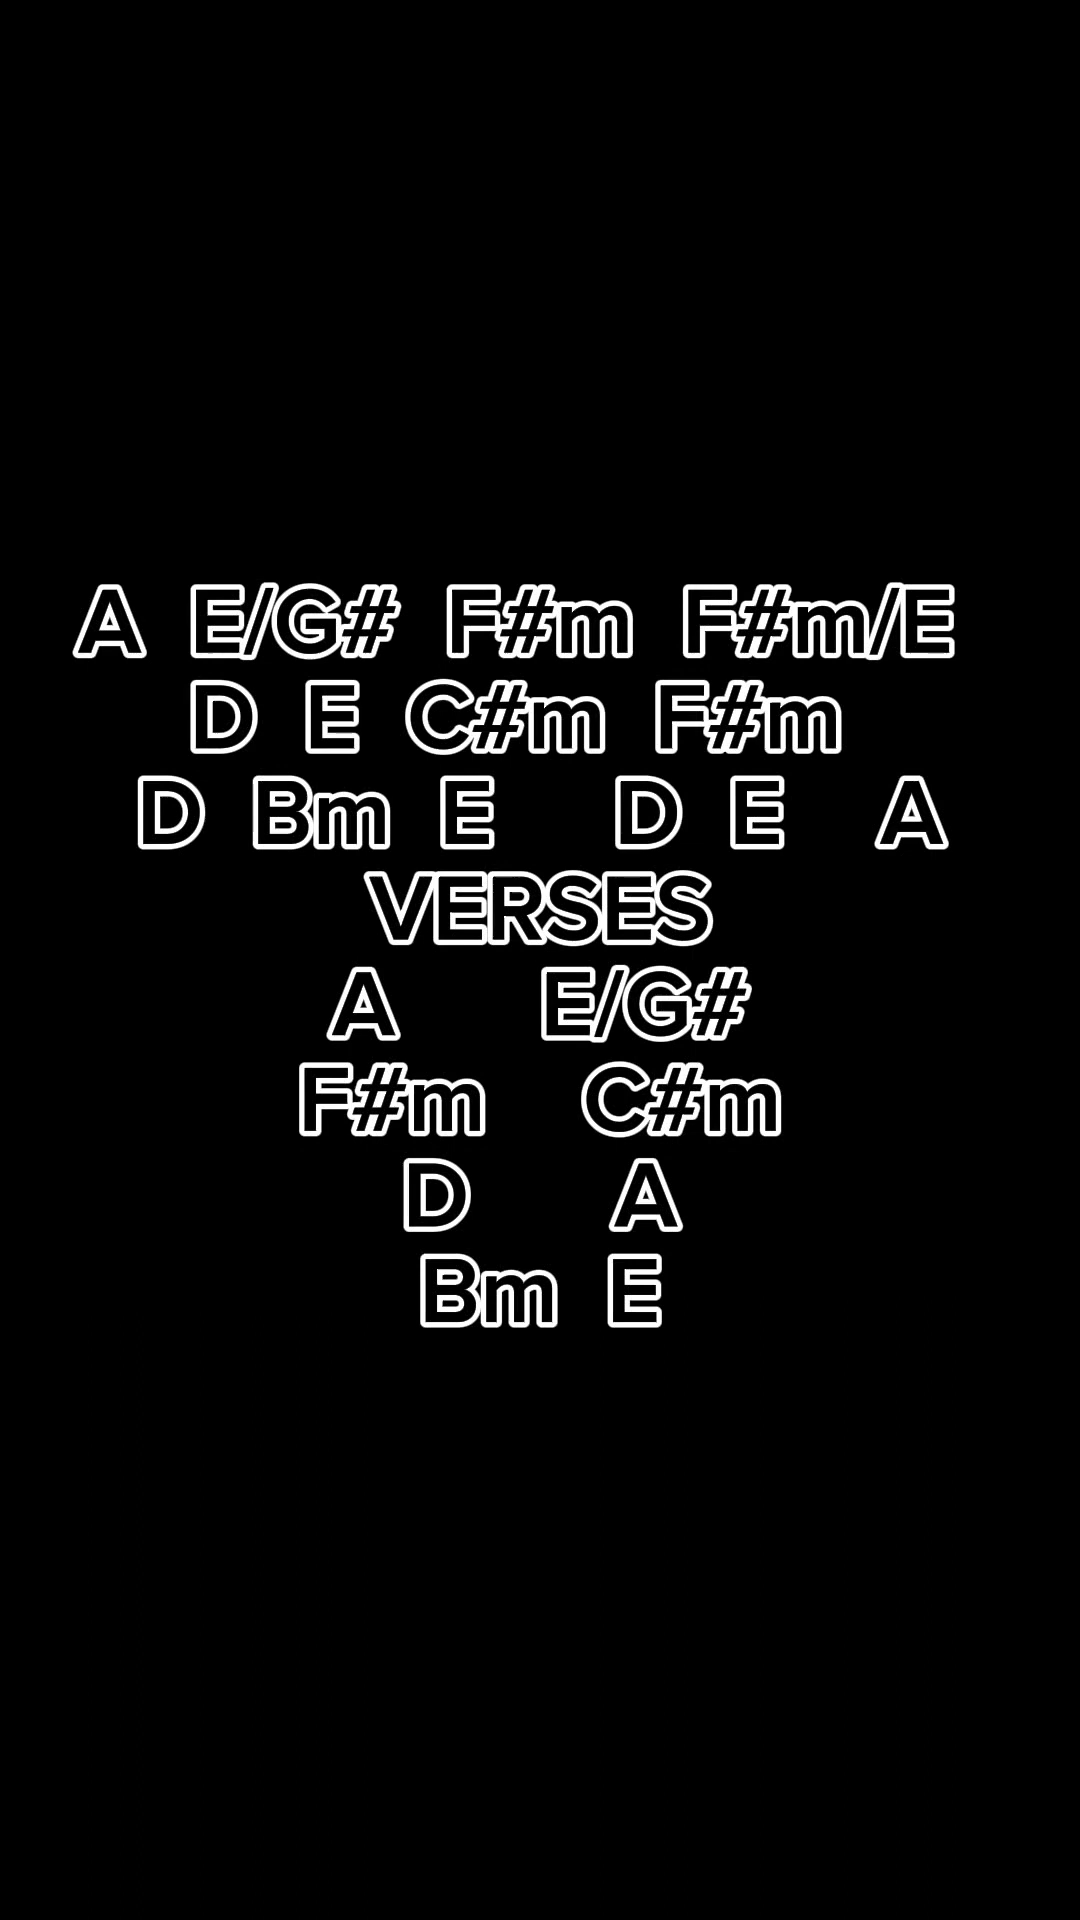 A E/G# F#m F#m/E
D E C#m F#m
D Bm E D E A
VERSES
A E/G#
F#m C#m
D A
Bm E